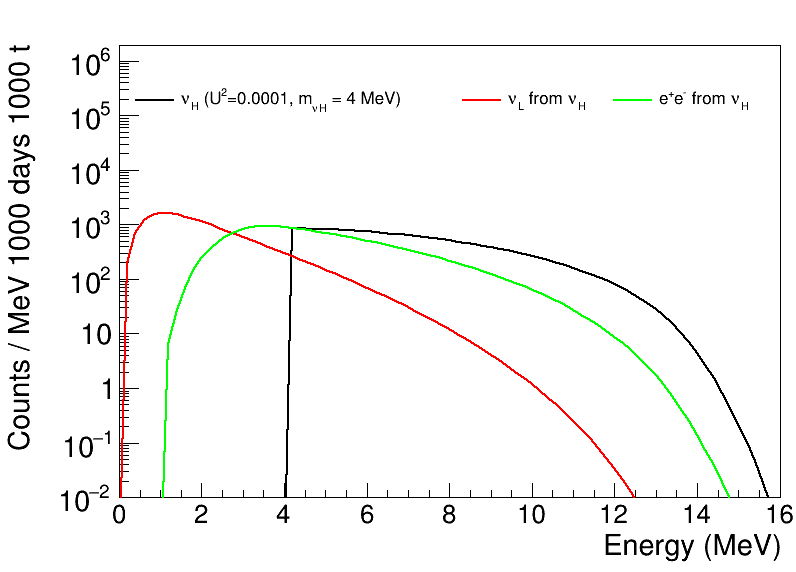 Counts / MeV 1000 days 1000 t
10⁶
10⁵
10⁴
10³
10²
10
1
10⁻¹
10⁻²
ν_H (U²=0.0001, m_νH = 4 MeV)
ν_L from ν_H
e⁺e⁻ from ν_H
0 2 4 6 8 10 12 14 16
Energy (MeV)